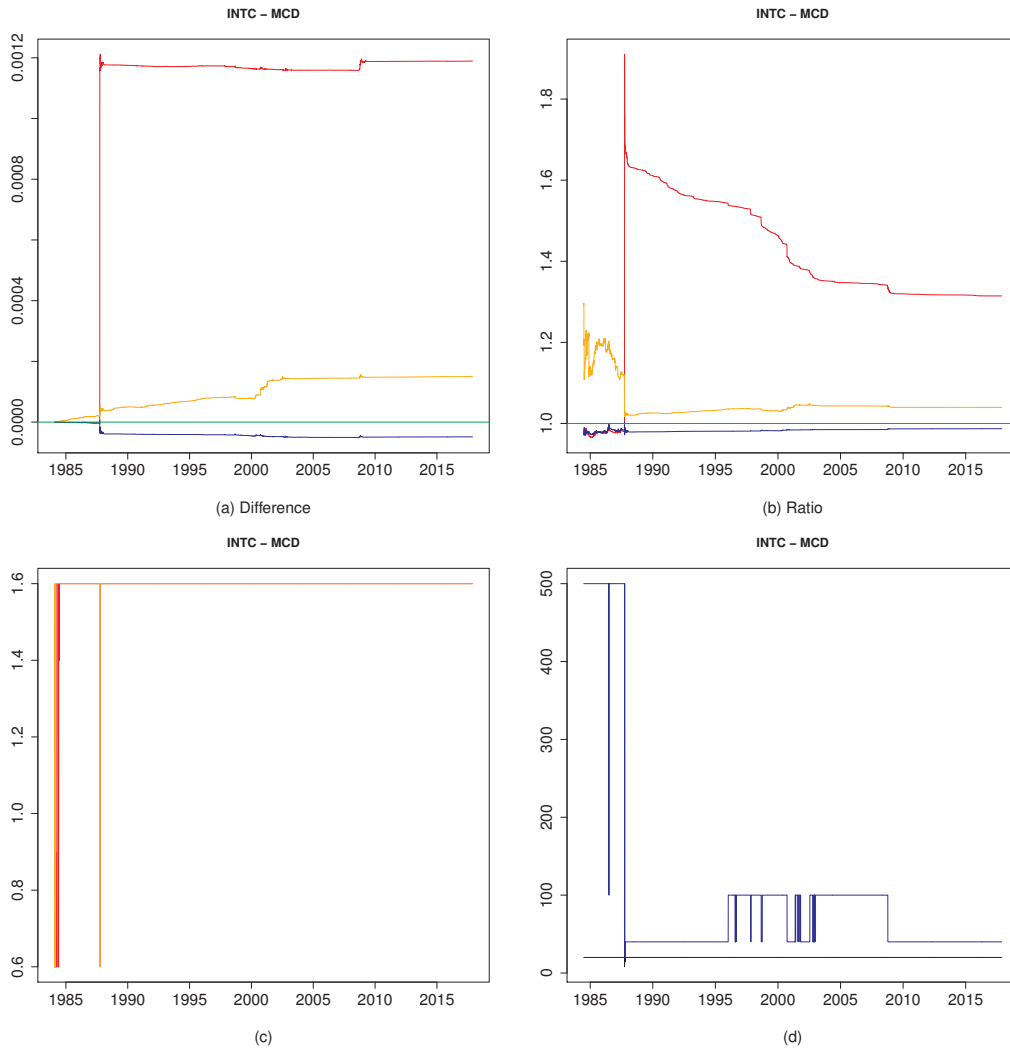 INTC – MCD
0.0012
0.0008
0.0004
0.0000
1985 1990 1995 2000 2005 2010 2015
(a) Difference
INTC – MCD
1.8
1.6
1.4
1.2
1.0
1985 1990 1995 2000 2005 2010 2015
(b) Ratio
INTC – MCD
1.6
1.4
1.2
1.0
0.8
0.6
1985 1990 1995 2000 2005 2010 2015
(c)
INTC – MCD
500
400
300
200
100
0
1985 1990 1995 2000 2005 2010 2015
(d)